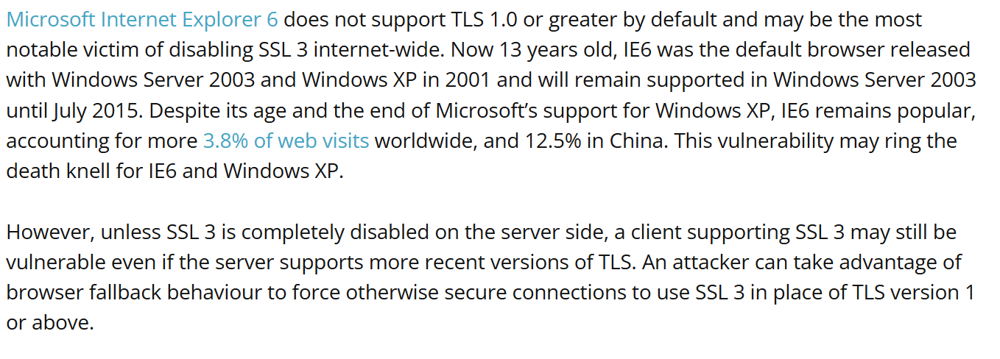 Microsoft Internet Explorer 6 does not support TLS 1.0 or greater by default and may be the most
notable victim of disabling SSL 3 internet-wide. Now 13 years old, IE6 was the default browser released
with Windows Server 2003 and Windows XP in 2001 and will remain supported in Windows Server 2003
until July 2015. Despite its age and the end of Microsoft’s support for Windows XP, IE6 remains popular,
accounting for more 3.8% of web visits worldwide, and 12.5% in China. This vulnerability may ring the
death knell for IE6 and Windows XP.
However, unless SSL 3 is completely disabled on the server side, a client supporting SSL 3 may still be
vulnerable even if the server supports more recent versions of TLS. An attacker can take advantage of
browser fallback behaviour to force otherwise secure connections to use SSL 3 in place of TLS version 1
or above.